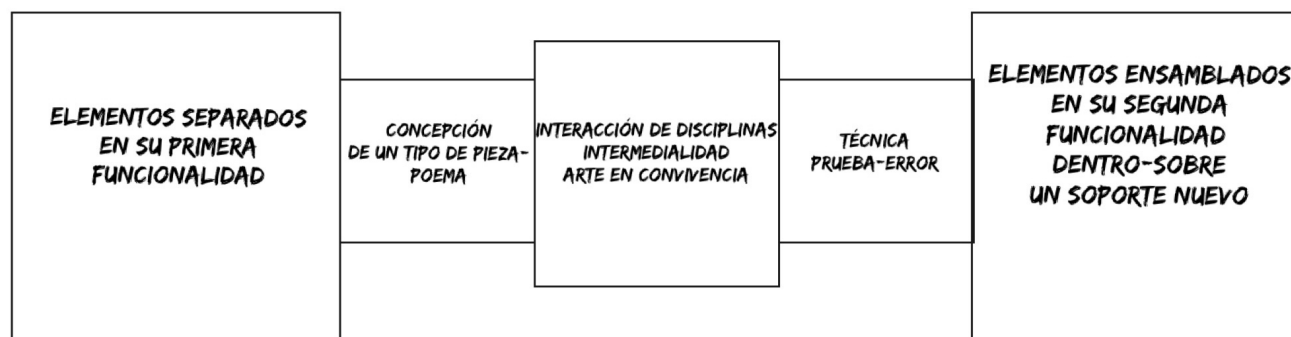 ELEMENTOS SEPARADOS
EN SU PRIMERA
FUNCIONALIDAD
CONCEPCIÓN
DE UN TIPO DE PIEZA-
POEMA
INTERACCIÓN DE DISCIPLINAS
INTERMEDIALIDAD
ARTE EN CONVIVENCIA
TÉCNICA
PRUEBA-ERROR
ELEMENTOS ENSAMBLADOS
EN SU SEGUNDA
FUNCIONALIDAD
DENTRO-SOBRE
UN SOPORTE NUEVO